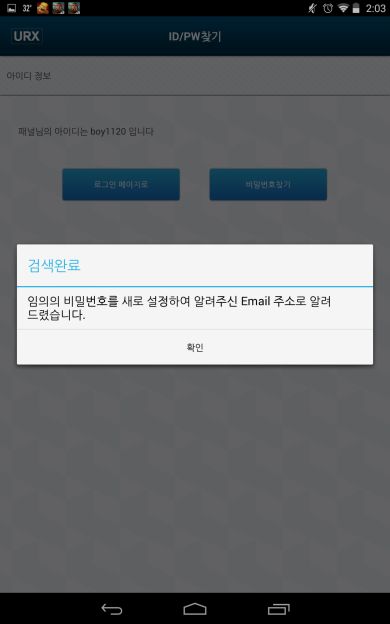 32°
2:03
URX
ID/PW찾기
아이디 정보
패널님의 아이디는 boy1120 입니다
로그인 페이지로
비밀번호찾기
검색완료
임의의 비밀번호를 새로 설정하여 알려주신 Email 주소로 알려
드렸습니다.
확인